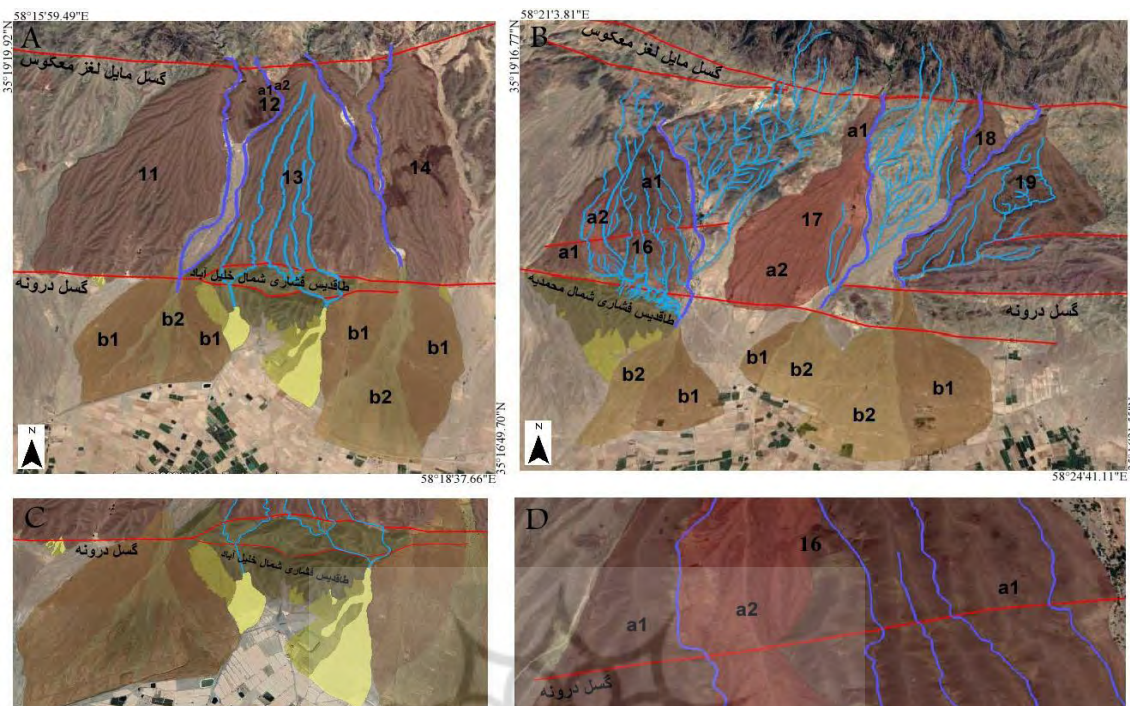 58°15'59.49"E
58°21'3.81"E
A
35°19'19.92"N
گسل مایل لغز معکوس
a1
a2
12
11
13
14
طاقدیس فشاری شمال خلیل آباد
گسل درونه
b1
b2
b1
b1
b1
b2
N
35°16'49.70"N
58°18'37.66"E
B
35°19'16.77"N
گسل مایل لغز معکوس
a1
18
a1
19
a2
17
16
a1
a2
طاقدیس فشاری شمال محمدیه
گسل درونه
b1
b2
b2
b1
b1
b2
N
58°24'41.11"E
C
گسل درونه
طاقدیس فشاری شمال خلیل آباد
D
16
a1
a1
a2
گسل درونه